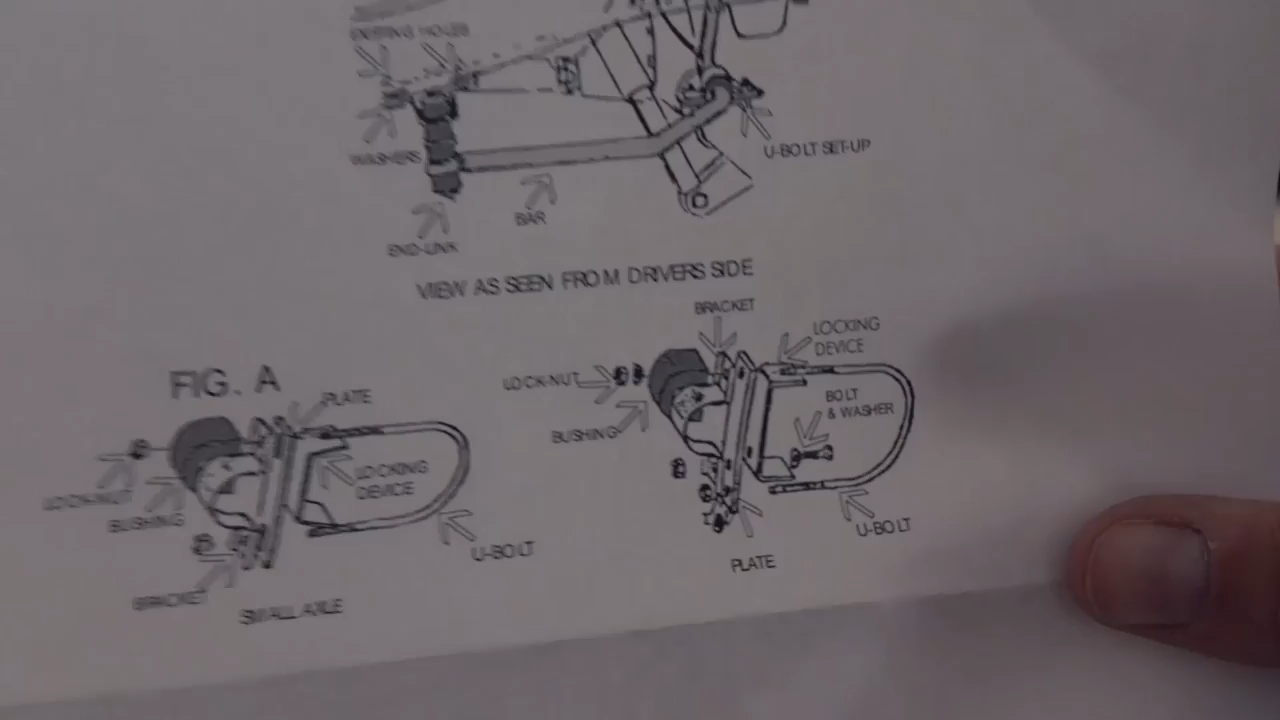 EXISTING HOLES
WASHERS
U-BOLT SET-UP
BAR
END-LINK
VIEW AS SEEN FROM DRIVERS SIDE
BRACKET
LOCKING
DEVICE
LOCK-NUT
BOLT
& WASHER
BUSHING
U-BOLT
PLATE
FIG. A
PLATE
LOCKING
DEVICE
LOCK-NUT
BUSHING
U-BOLT
BRACKET
SMALL AXLE